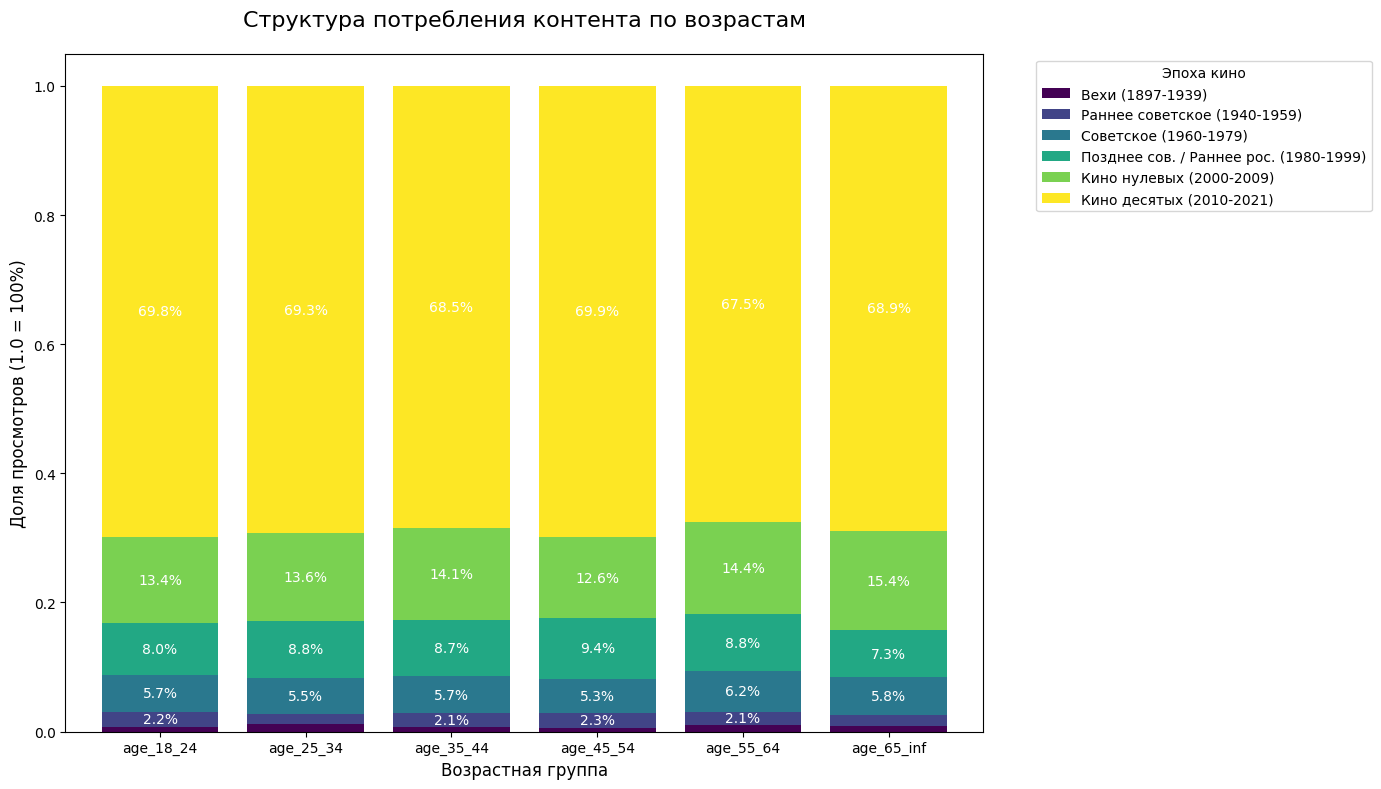 Структура потребления контента по возрастам
Эпоха кино
Вехи (1897-1939)
Раннее советское (1940-1959)
Советское (1960-1979)
Позднее сов. / Раннее рос. (1980-1999)
Кино нулевых (2000-2009)
Кино десятых (2010-2021)
Доля просмотров (1.0 = 100%)
1.0
0.8
0.6
0.4
0.2
0.0
69.8% 69.3% 68.5% 69.9% 67.5% 68.9%
13.4% 13.6% 14.1% 12.6% 14.4% 15.4%
8.0% 8.8% 8.7% 9.4% 8.8% 7.3%
5.7% 5.5% 5.7% 5.3% 6.2% 5.8%
2.2% 2.1% 2.3% 2.1%
age_18_24 age_25_34 age_35_44 age_45_54 age_55_64 age_65_inf
Возрастная группа